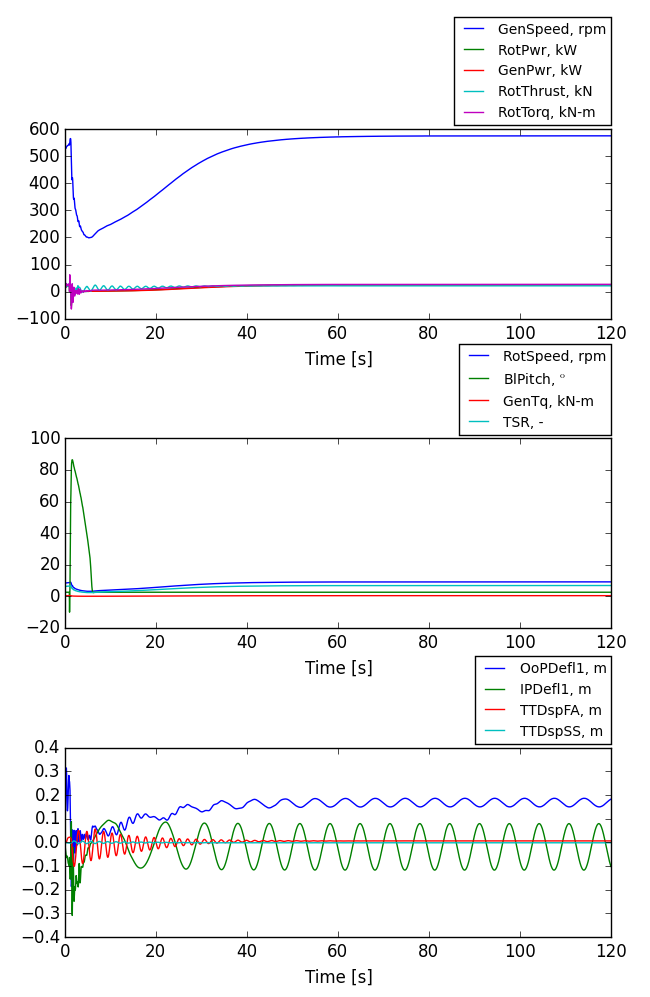 GenSpeed, rpm
RotPwr, kW
GenPwr, kW
RotThrust, kN
RotTorq, kN-m
600
500
400
300
200
100
0
−100
0 20 40 60 80 100 120
Time [s]
RotSpeed, rpm
BlPitch, °
GenTq, kN-m
TSR, -
100
80
60
40
20
0
−20
0 20 40 60 80 100 120
Time [s]
OoPDefl1, m
IPDefl1, m
TTDspFA, m
TTDspSS, m
0.4
0.3
0.2
0.1
0.0
−0.1
−0.2
−0.3
−0.4
0 20 40 60 80 100 120
Time [s]